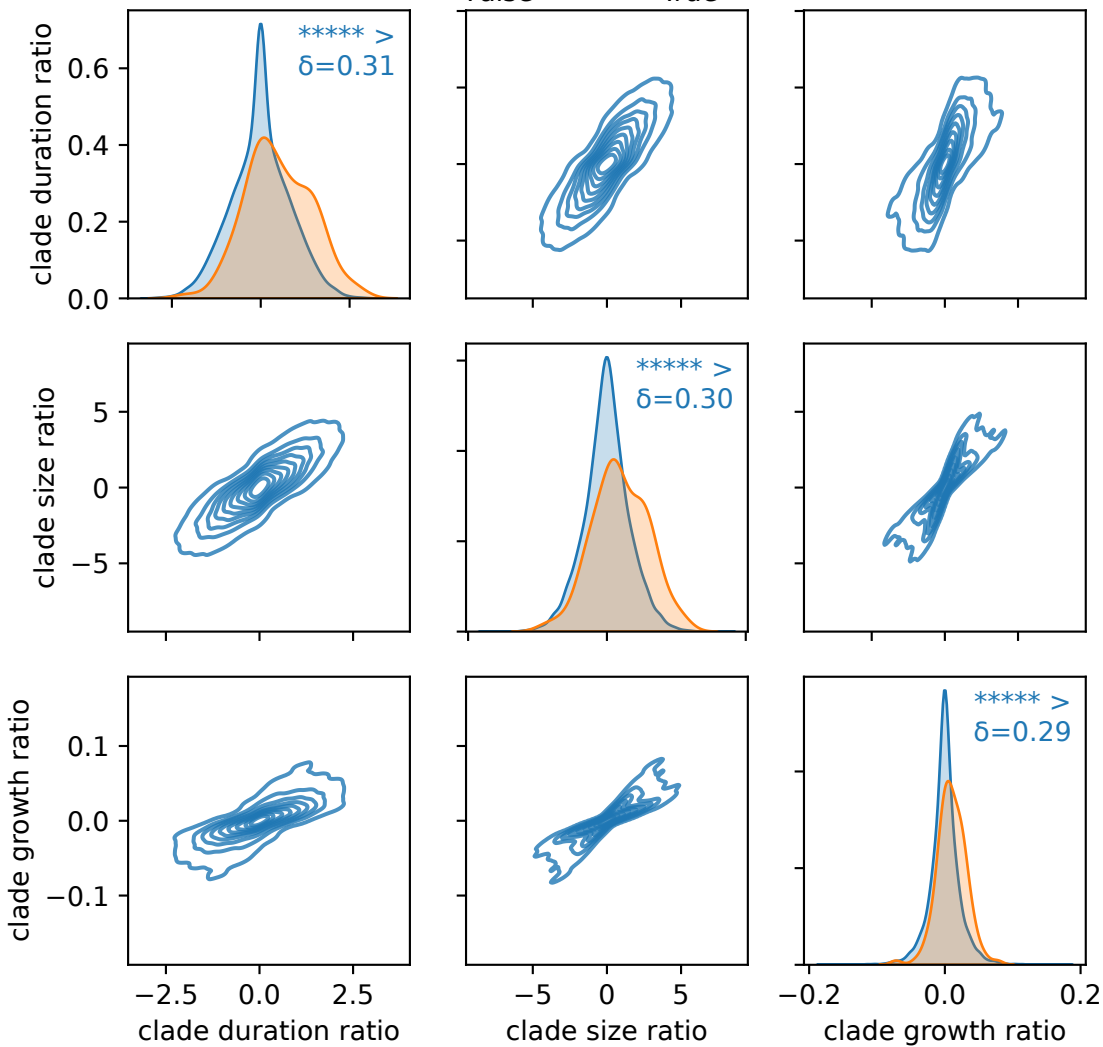 clade duration ratio
0.6
0.4
0.2
0.0
***** >
δ=0.31
clade size ratio
5
0
−5
***** >
δ=0.30
clade growth ratio
0.1
0.0
−0.1
***** >
δ=0.29
−2.5 0.0 2.5
−5 0 5
−0.2 0.0 0.2
clade duration ratio
clade size ratio
clade growth ratio